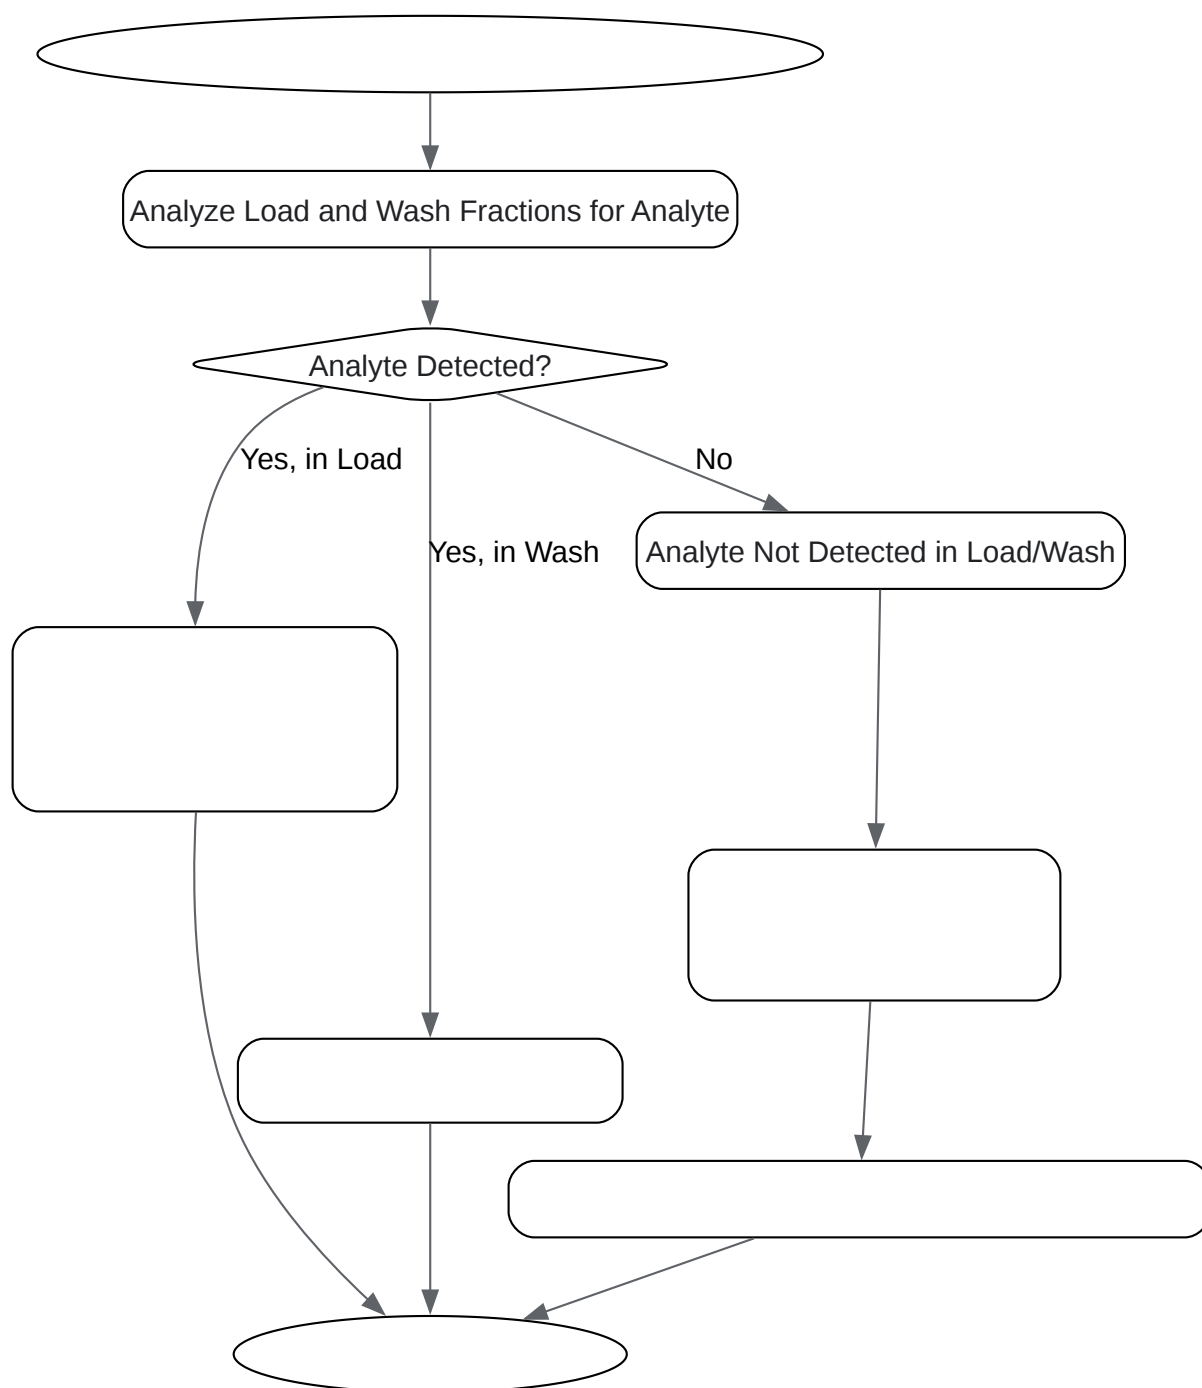 Analyze Load and Wash Fractions for Analyte
Analyte Detected?
Yes, in Load
No
Yes, in Wash
Analyte Not Detected in Load/Wash